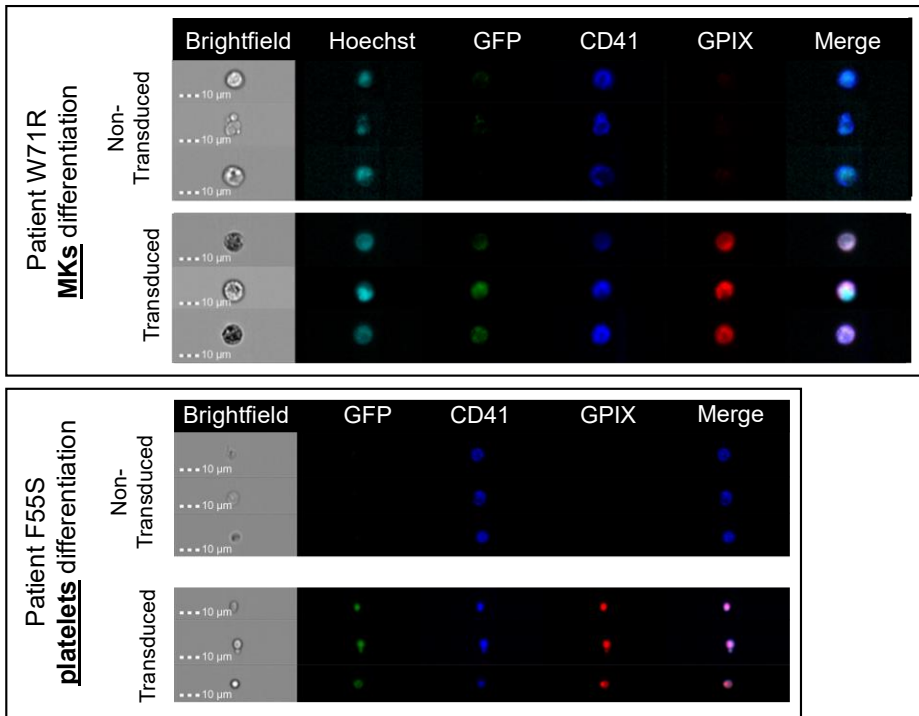 Patient W71R
MKs differentiation
Brightfield Hoechst GFP CD41 GPIX Merge
Non-
Transduced
10 µm
10 µm
10 µm
Transduced
10 µm
10 µm
10 µm
Patient F55S
platelets differentiation
Brightfield GFP CD41 GPIX Merge
Non-
Transduced
10 µm
10 µm
10 µm
Transduced
10 µm
10 µm
10 µm